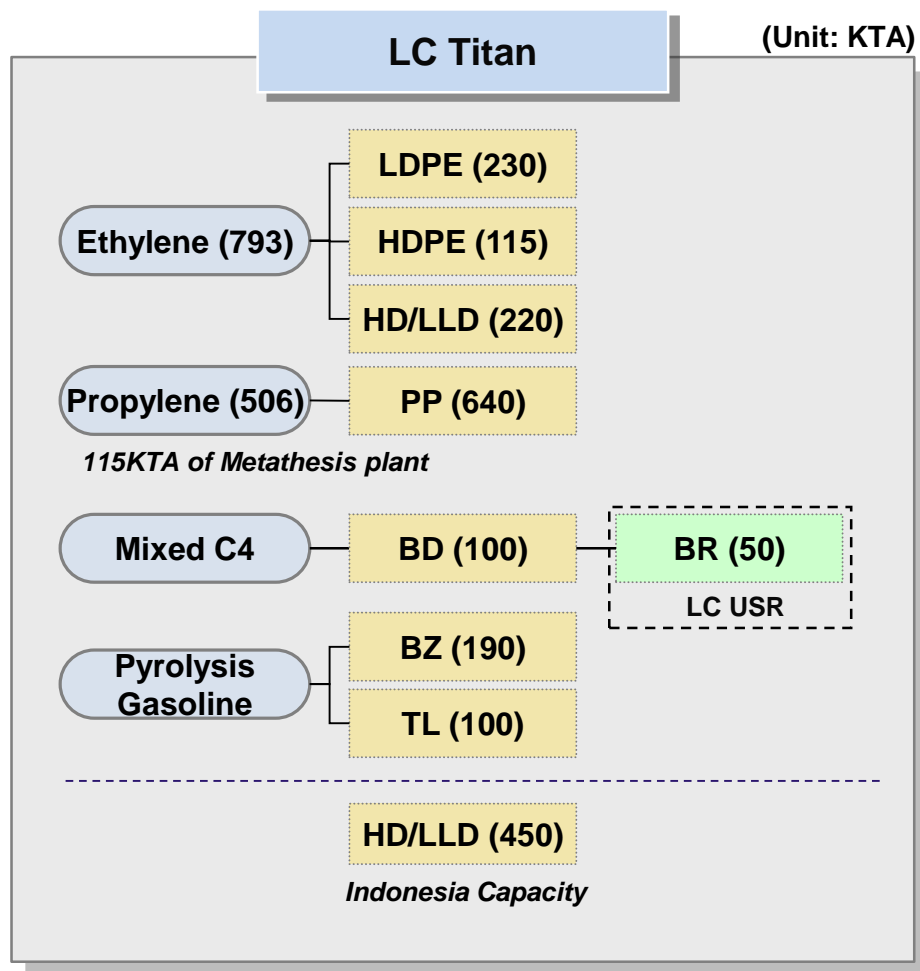 LC Titan
(Unit: KTA)
LDPE (230)
Ethylene (793)
HDPE (115)
HD/LLD (220)
Propylene (506)
PP (640)
115KTA of Metathesis plant
Mixed C4
BD (100)
BR (50)
LC USR
Pyrolysis
Gasoline
BZ (190)
TL (100)
HD/LLD (450)
Indonesia Capacity